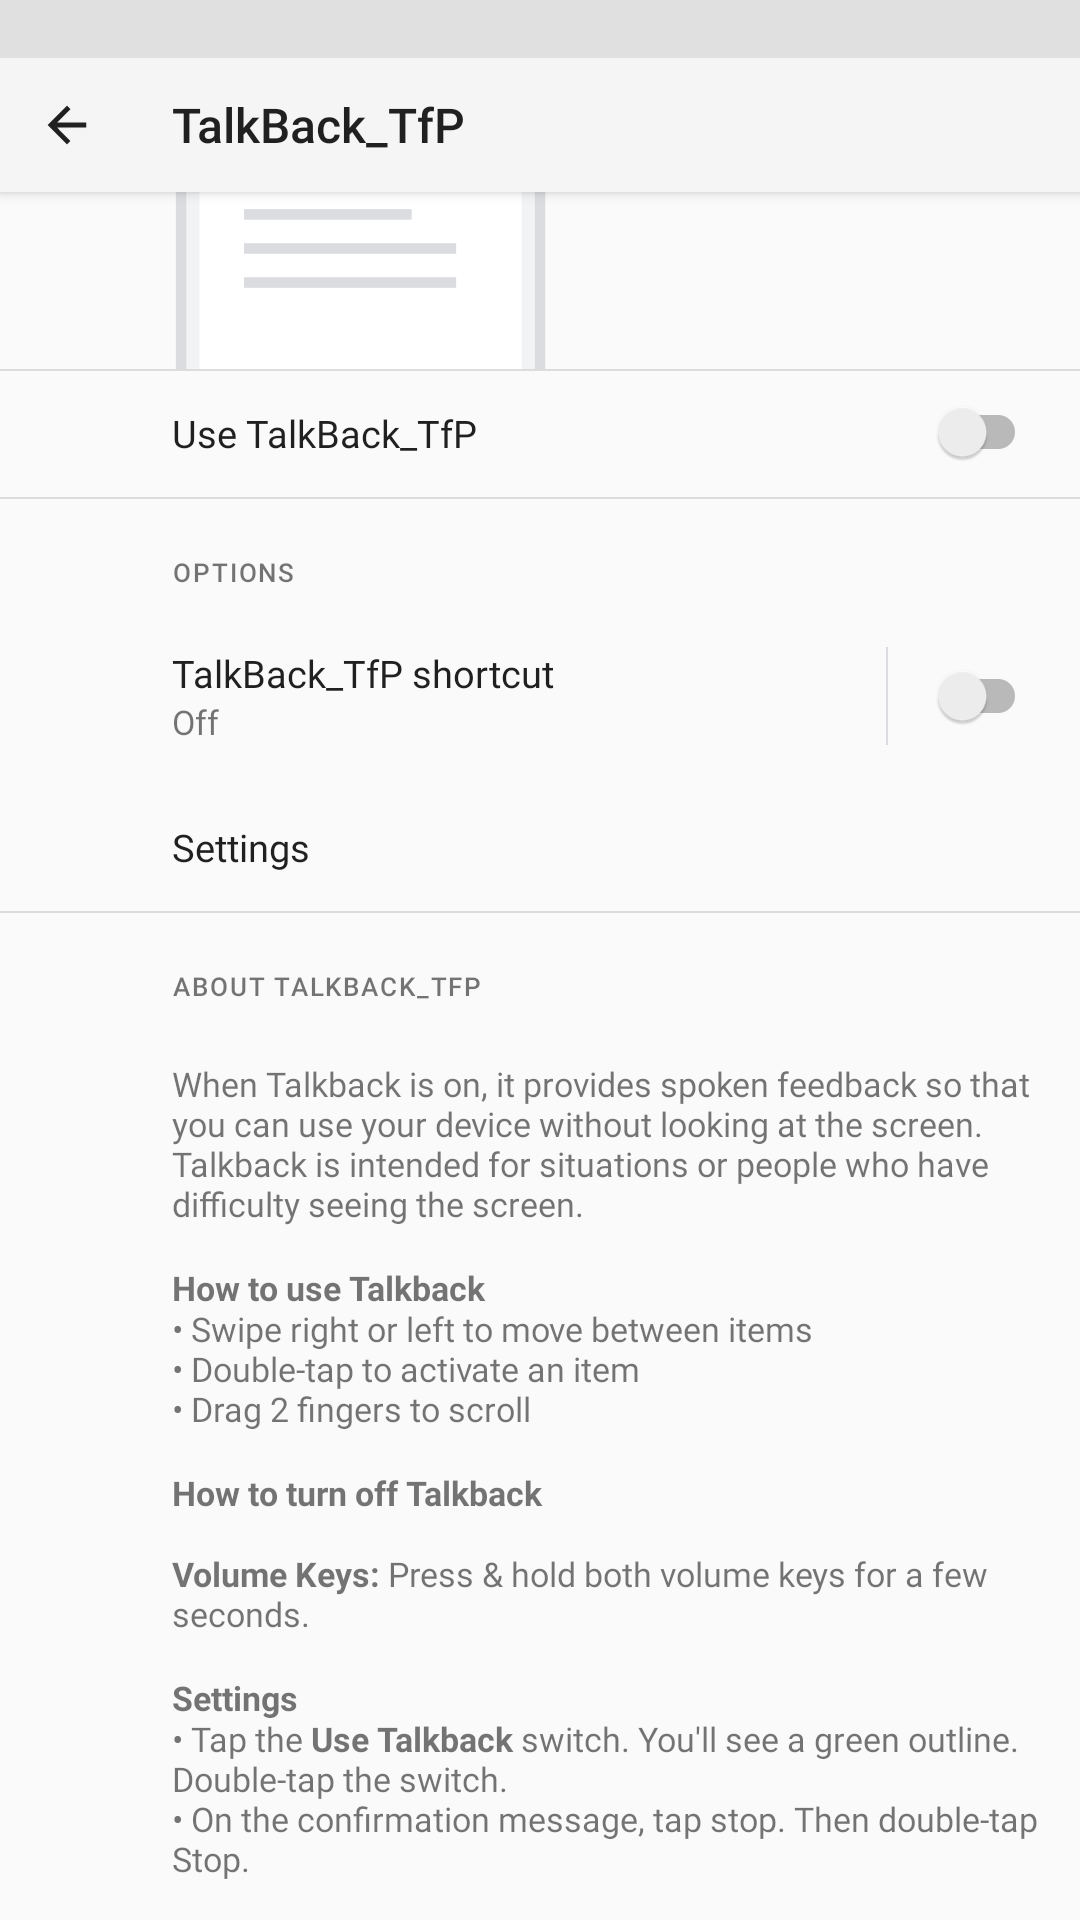 TalkBack_TfP
Use TalkBack_TfP
OPTIONS
TalkBack_TfP shortcut
Off
Settings
ABOUT TALKBACK_TFP
When Talkback is on, it provides spoken feedback so that
you can use your device without looking at the screen.
Talkback is intended for situations or people who have
difficulty seeing the screen.
How to use Talkback
• Swipe right or left to move between items
• Double-tap to activate an item
• Drag 2 fingers to scroll
How to turn off Talkback
Volume Keys: Press & hold both volume keys for a few
seconds.
Settings
• Tap the Use Talkback switch. You'll see a green outline.
Double-tap the switch.
• On the confirmation message, tap stop. Then double-tap
Stop.